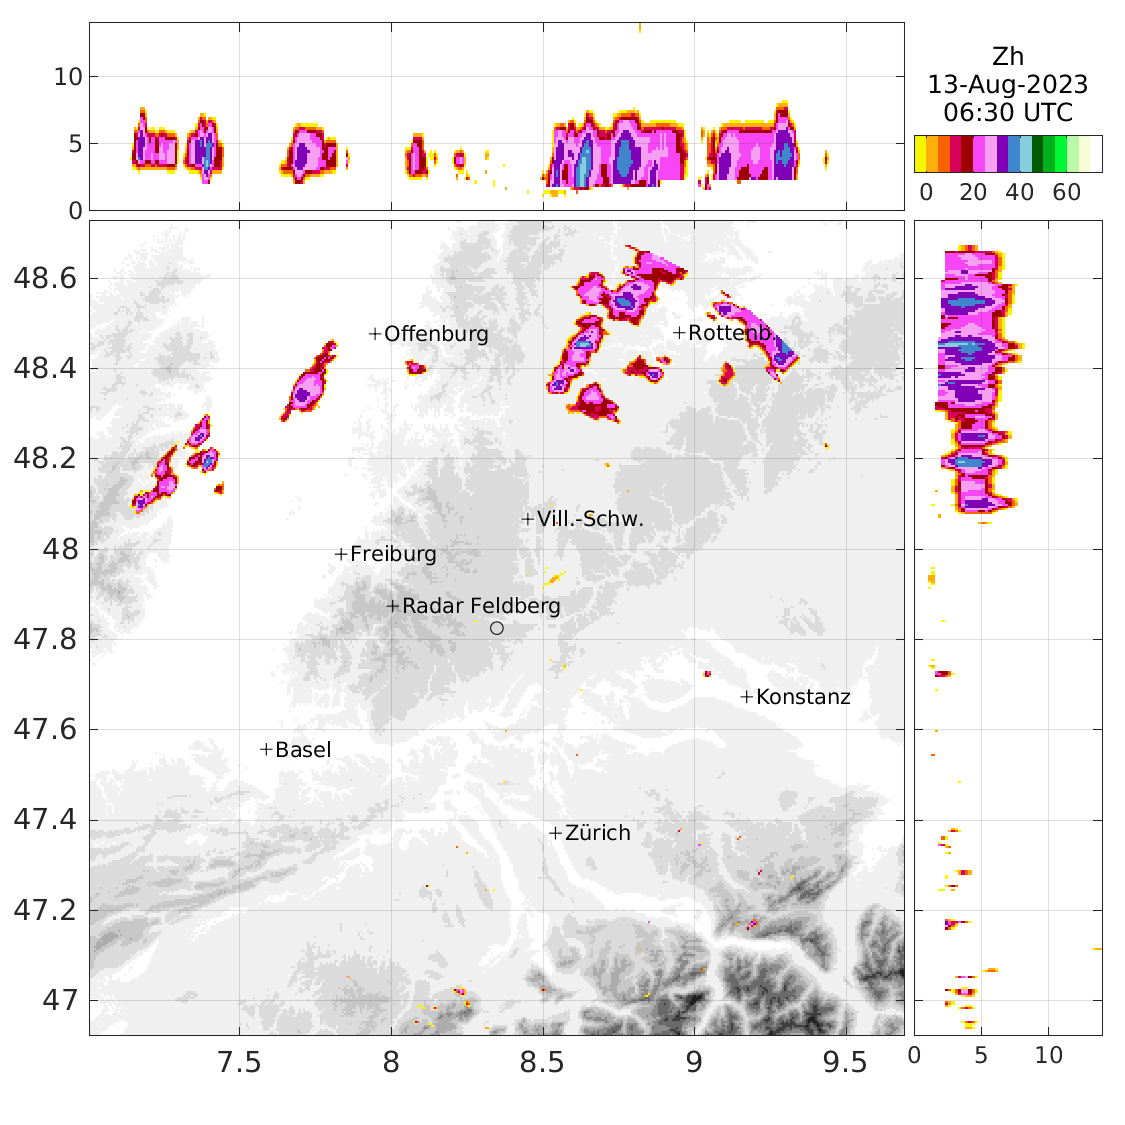 10
5
0
Zh
13-Aug-2023
06:30 UTC
0 20 40 60
48.6
48.4
48.2
48
47.8
47.6
47.4
47.2
47
+Offenburg
+Rottenb.
+Vill.-Schw.
+Freiburg
+Radar Feldberg
+Konstanz
+Basel
+Zürich
7.5 8 8.5 9 9.5
0 5 10